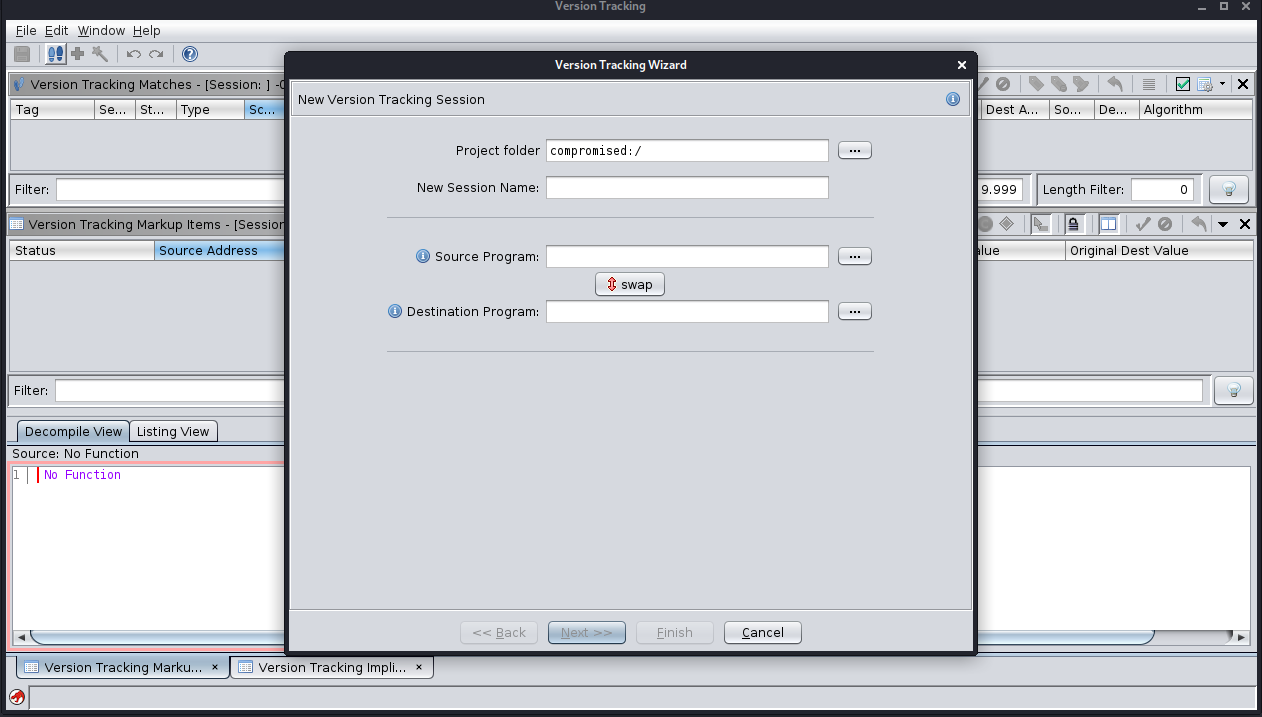 Version Tracking
File Edit Window Help
Version Tracking Matches - [Session: ] -
Tag Se... St... Type Sc... Dest A... So... De... Algorithm
Filter: 9.999 Length Filter: 0
Version Tracking Markup Items - [Session
Status Source Address alue Original Dest Value
Filter:
Decompile View Listing View
Source: No Function
1 No Function
Version Tracking Marku... × Version Tracking Impli... ×
Version Tracking Wizard
New Version Tracking Session
Project folder compromised:/ ...
New Session Name:
Source Program: ...
swap
Destination Program: ...
<< Back Next >> Finish Cancel